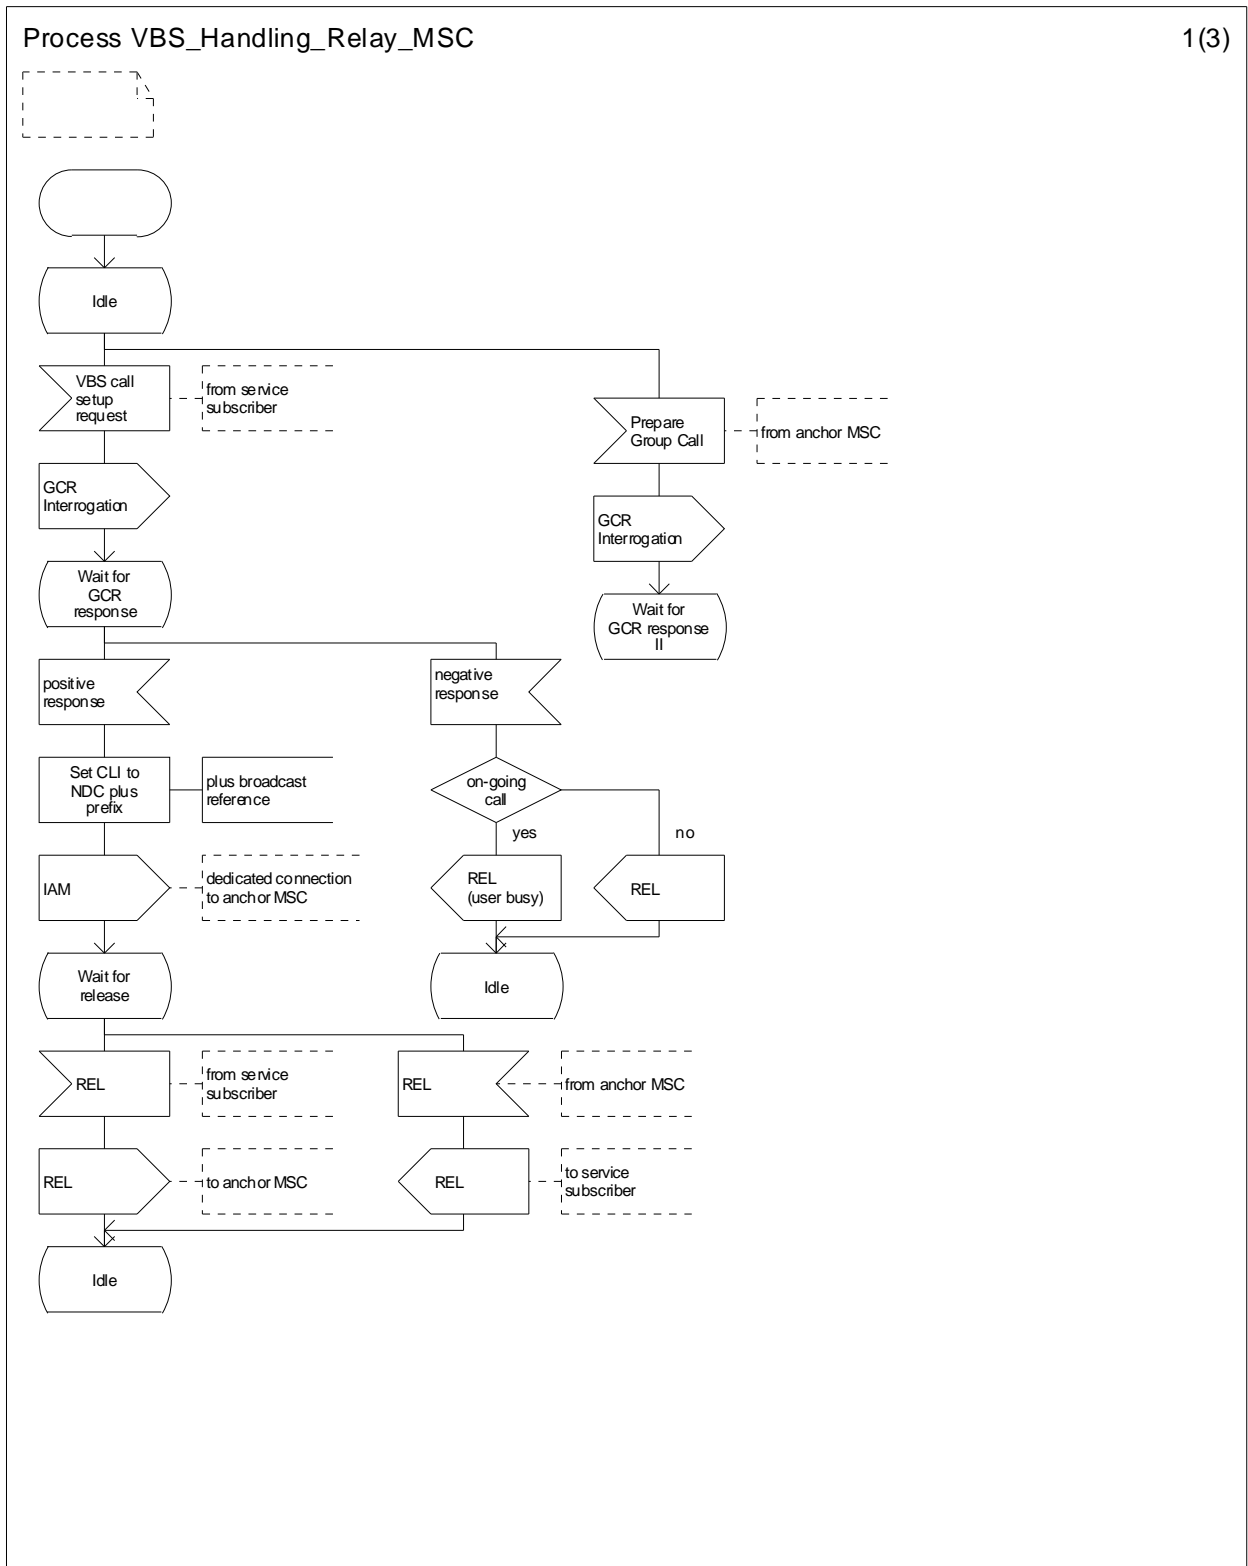 Process VBS_Handling_Relay_MSC
1(3)
Idle
VBS call
setup
request
from service
subscriber
Prepare
Group Call
from anchor MSC
GCR
Interrogation
GCR
Interrogation
Wait for
GCR
response
Wait for
GCR response
II
positive
response
negative
response
Set CLI to
NDC plus
prefix
plus broadcast
reference
on-going
call
yes
no
IAM
dedicated connection
to anchor MSC
REL
(user busy)
REL
Wait for
release
Idle
REL
from service
subscriber
REL
from anchor MSC
REL
to anchor MSC
REL
to service
subscriber
Idle